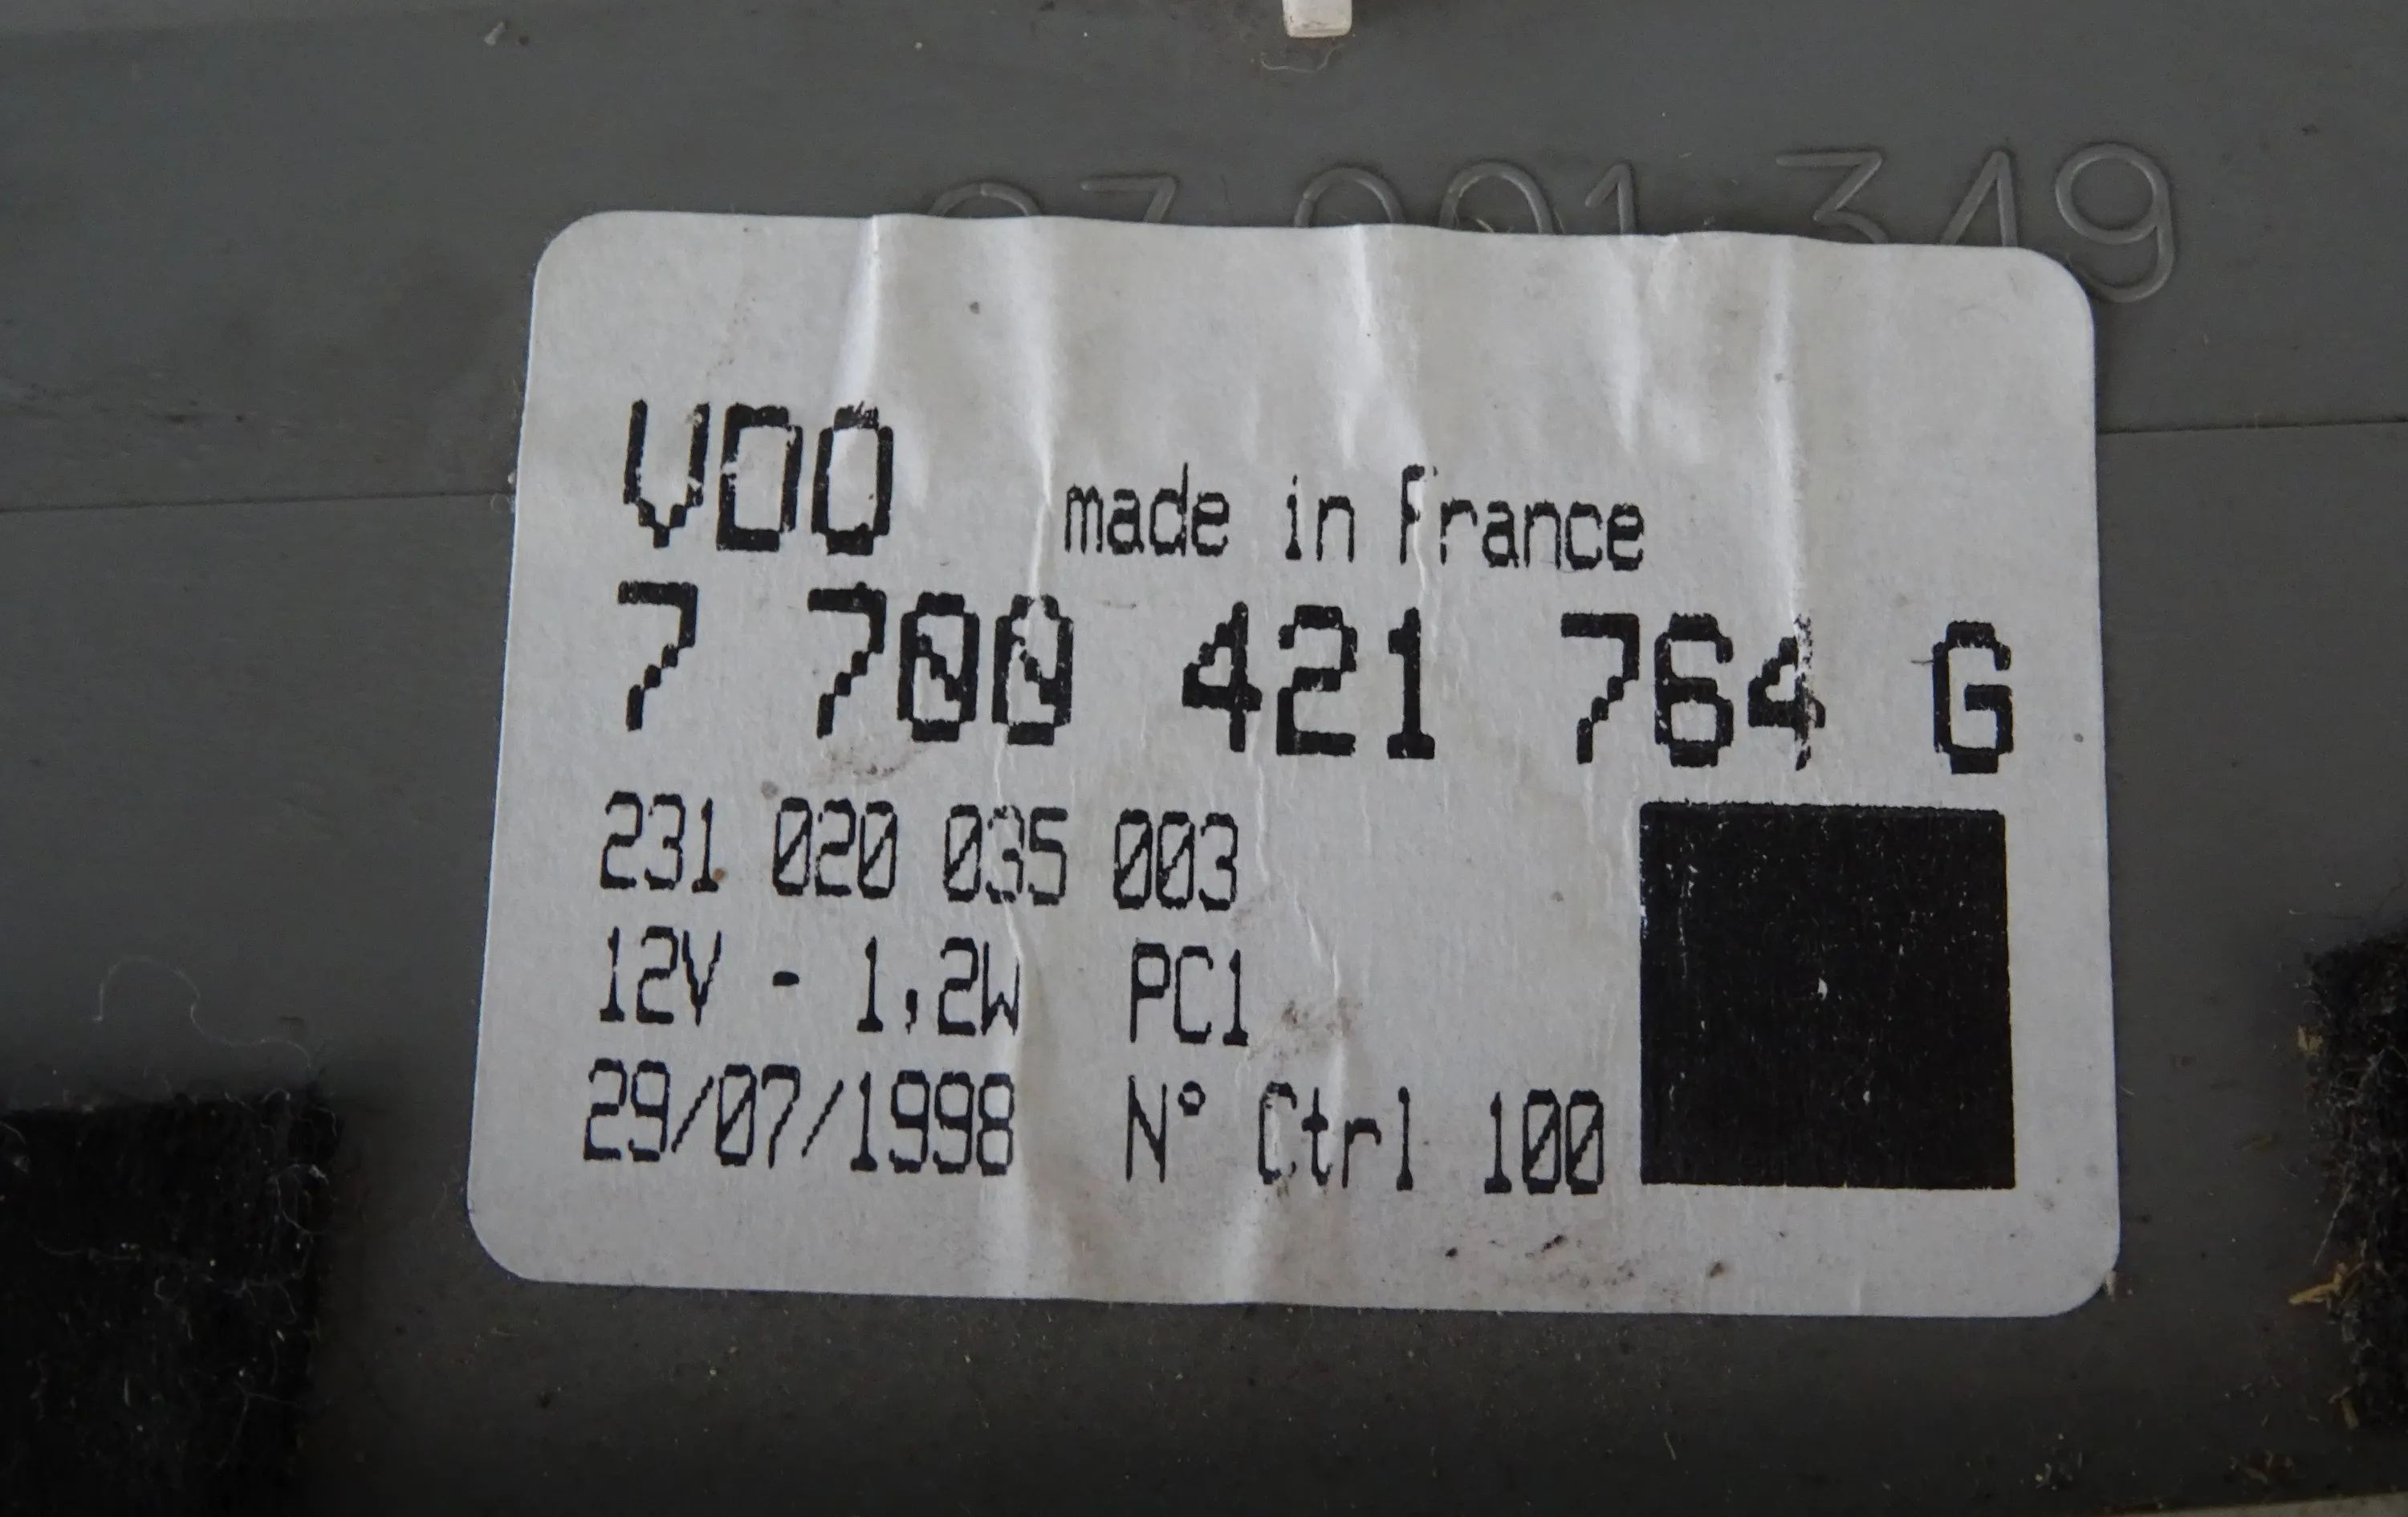 349
VDO made in France
7 700 421 764 G
231 020 035 003
12V - 1,2W PC1
29/07/1998 N° Ctrl 100